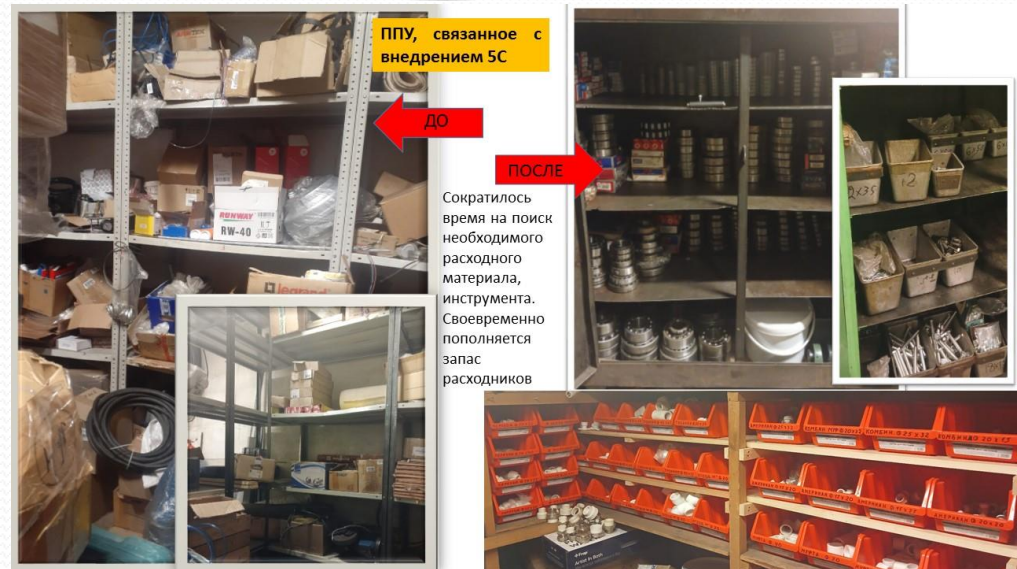 ППУ, связанное с
внедрением 5С
ДО
ПОСЛЕ
Сократилось
время на поиск
необходимого
расходного
материала,
инструмента.
Своевременно
пополняется
запас
расходников
RUNWAY
RW-40
legrand